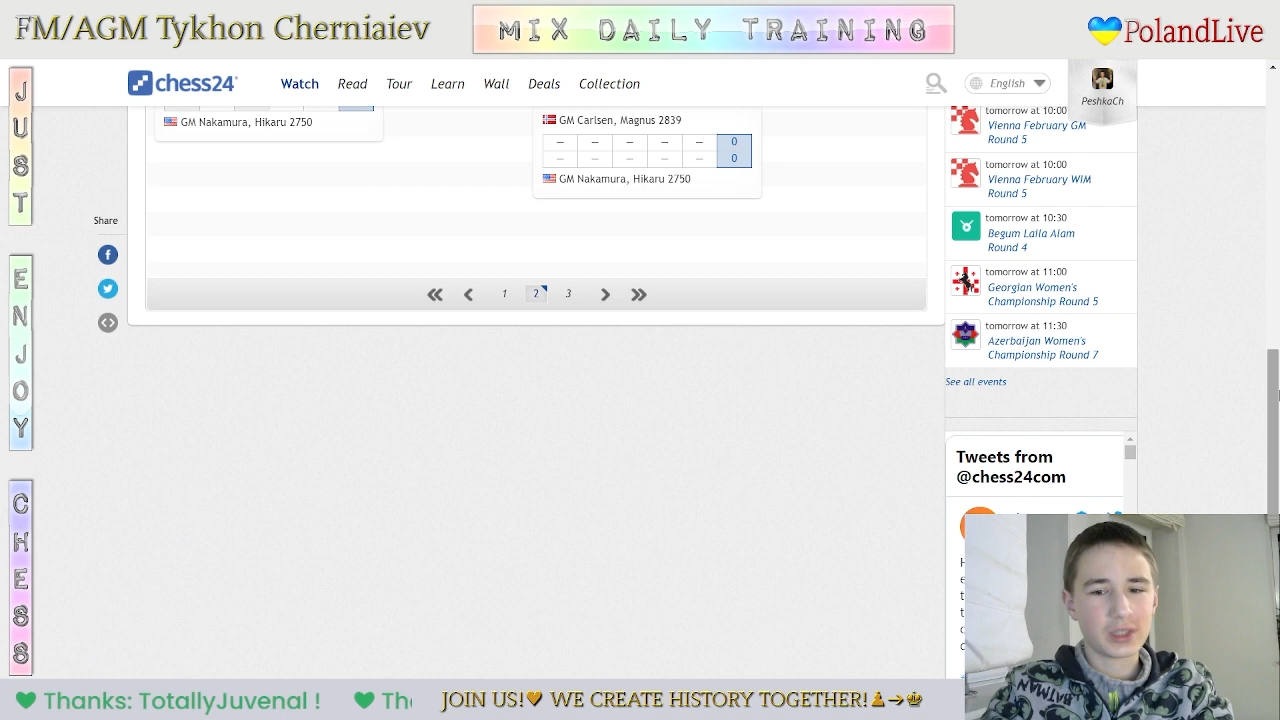 FM/AGM Tykhon Cherniaiev
MIX DAILY TRAINING
PolandLive
JUST
ENJOY
CHESS
chess24
Watch
Read
Tour
Learn
Wall
Deals
Collection
English
PeshkaCh
GM Nakamura, Hikaru 2750
GM Carlsen, Magnus 2839
– – – – – 0
– – – – – 0
GM Nakamura, Hikaru 2750
Share
1 2 3
tomorrow at 10:00
Vienna February GM
Round 5
tomorrow at 10:00
Vienna February WIM
Round 5
tomorrow at 10:30
Begum Laila Alam
Round 4
tomorrow at 11:00
Georgian Women's
Championship Round 5
tomorrow at 11:30
Azerbaijan Women's
Championship Round 7
See all events
Tweets from
@chess24com
BATMAN
Thanks: TotallyJuvenal !
JOIN US! WE CREATE HISTORY TOGETHER!